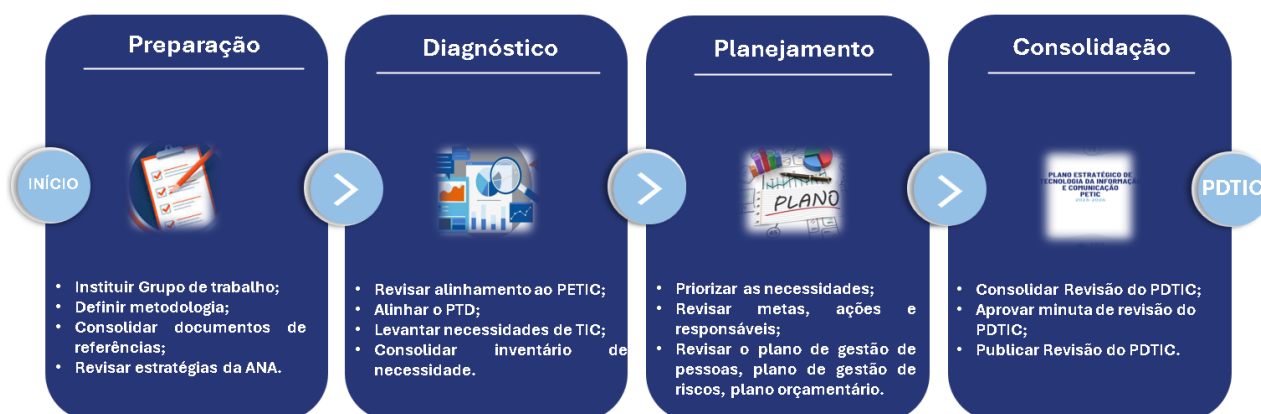 Preparação
Diagnóstico
Planejamento
Consolidação
INÍCIO
PLANO
PLANO ESTRATÉGICO DE
TECNOLOGIA DA INFORMAÇÃO
E COMUNICAÇÃO
PETIC
PDTIC
• Instituir Grupo de trabalho;
• Definir metodologia;
• Consolidar documentos de
referências;
• Revisar estratégias da ANA.
• Revisar alinhamento ao PETIC;
• Alinhar o PTD;
• Levantar necessidades de TIC;
• Consolidar inventário de
necessidade.
• Priorizar as necessidades;
• Revisar metas, ações e
responsáveis;
• Revisar o plano de gestão de
pessoas, plano de gestão de
riscos, plano orçamentário.
• Consolidar Revisão do PDTIC;
• Aprovar minuta de revisão do
PDTIC;
• Publicar Revisão do PDTIC.